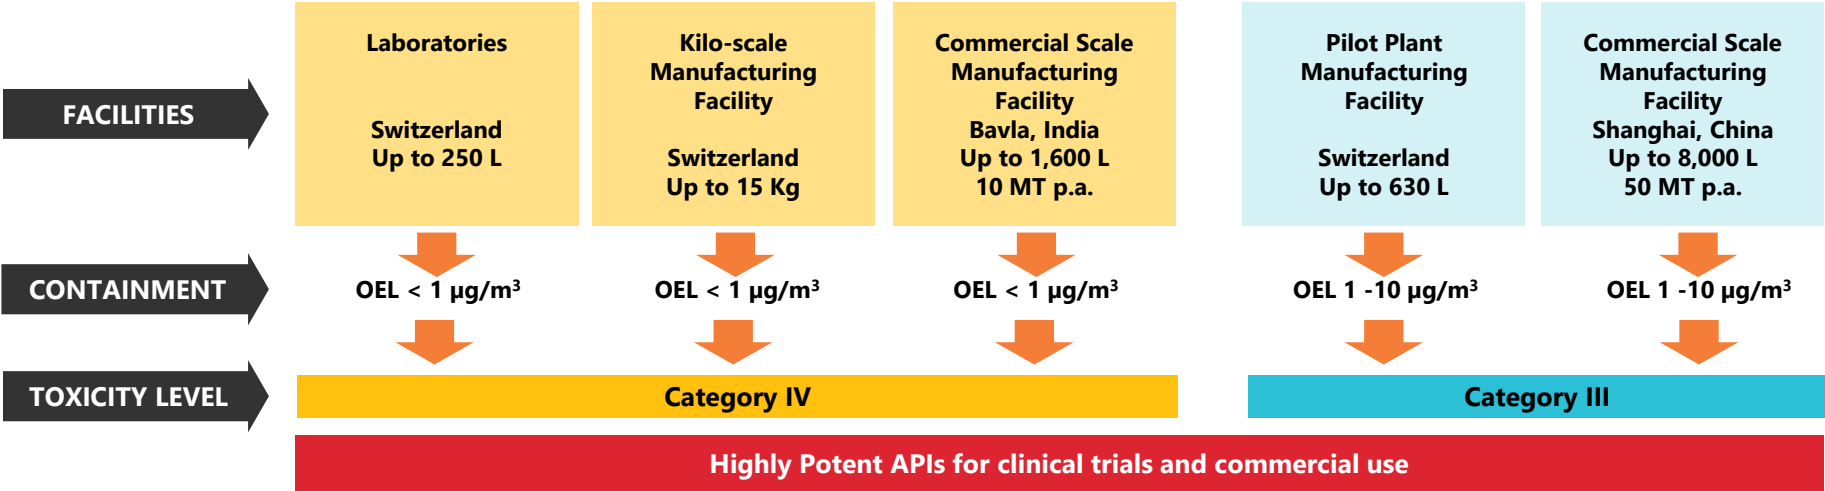 FACILITIES
Laboratories
Switzerland
Up to 250 L
Kilo-scale
Manufacturing
Facility
Switzerland
Up to 15 Kg
Commercial Scale
Manufacturing
Facility
Bavla, India
Up to 1,600 L
10 MT p.a.
Pilot Plant
Manufacturing
Facility
Switzerland
Up to 630 L
Commercial Scale
Manufacturing
Facility
Shanghai, China
Up to 8,000 L
50 MT p.a.
CONTAINMENT
OEL < 1 µg/m³
OEL < 1 µg/m³
OEL < 1 µg/m³
OEL 1 -10 µg/m³
OEL 1 -10 µg/m³
TOXICITY LEVEL
Category IV
Category III
Highly Potent APIs for clinical trials and commercial use